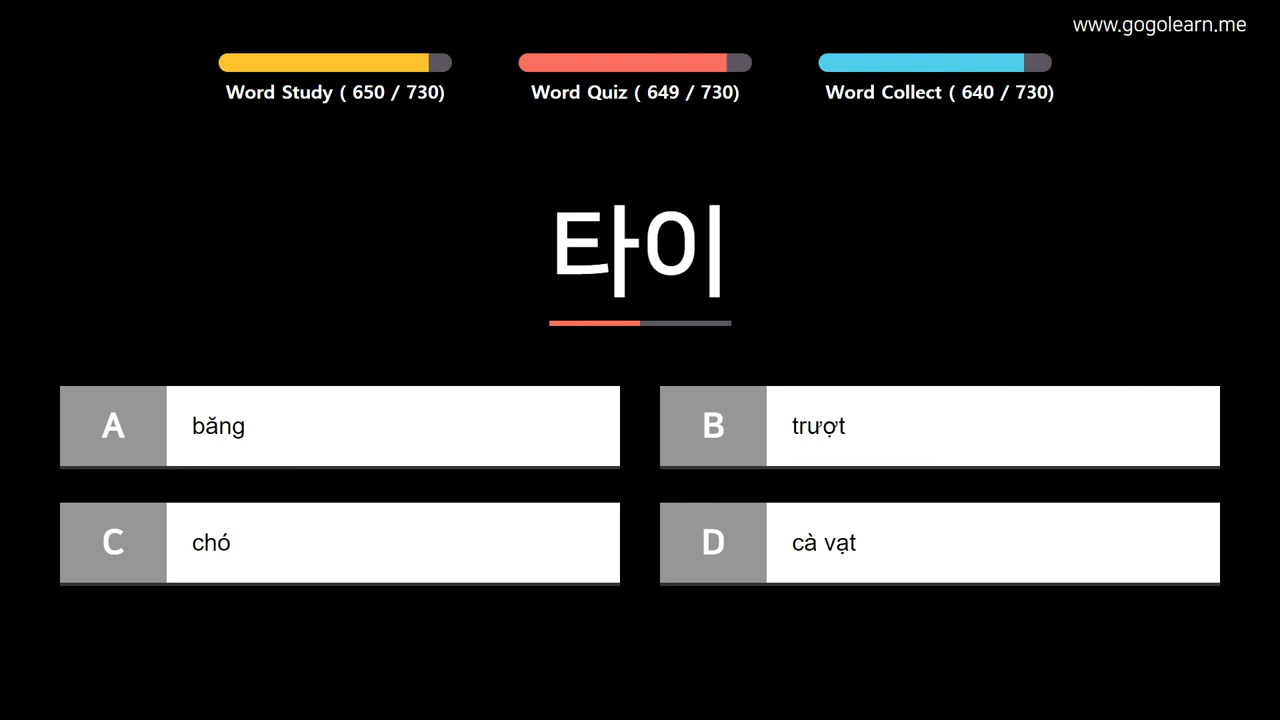 www.gogolearn.me
Word Study ( 650 / 730)
Word Quiz ( 649 / 730)
Word Collect ( 640 / 730)
타이
A băng
B trượt
C chó
D cà vạt